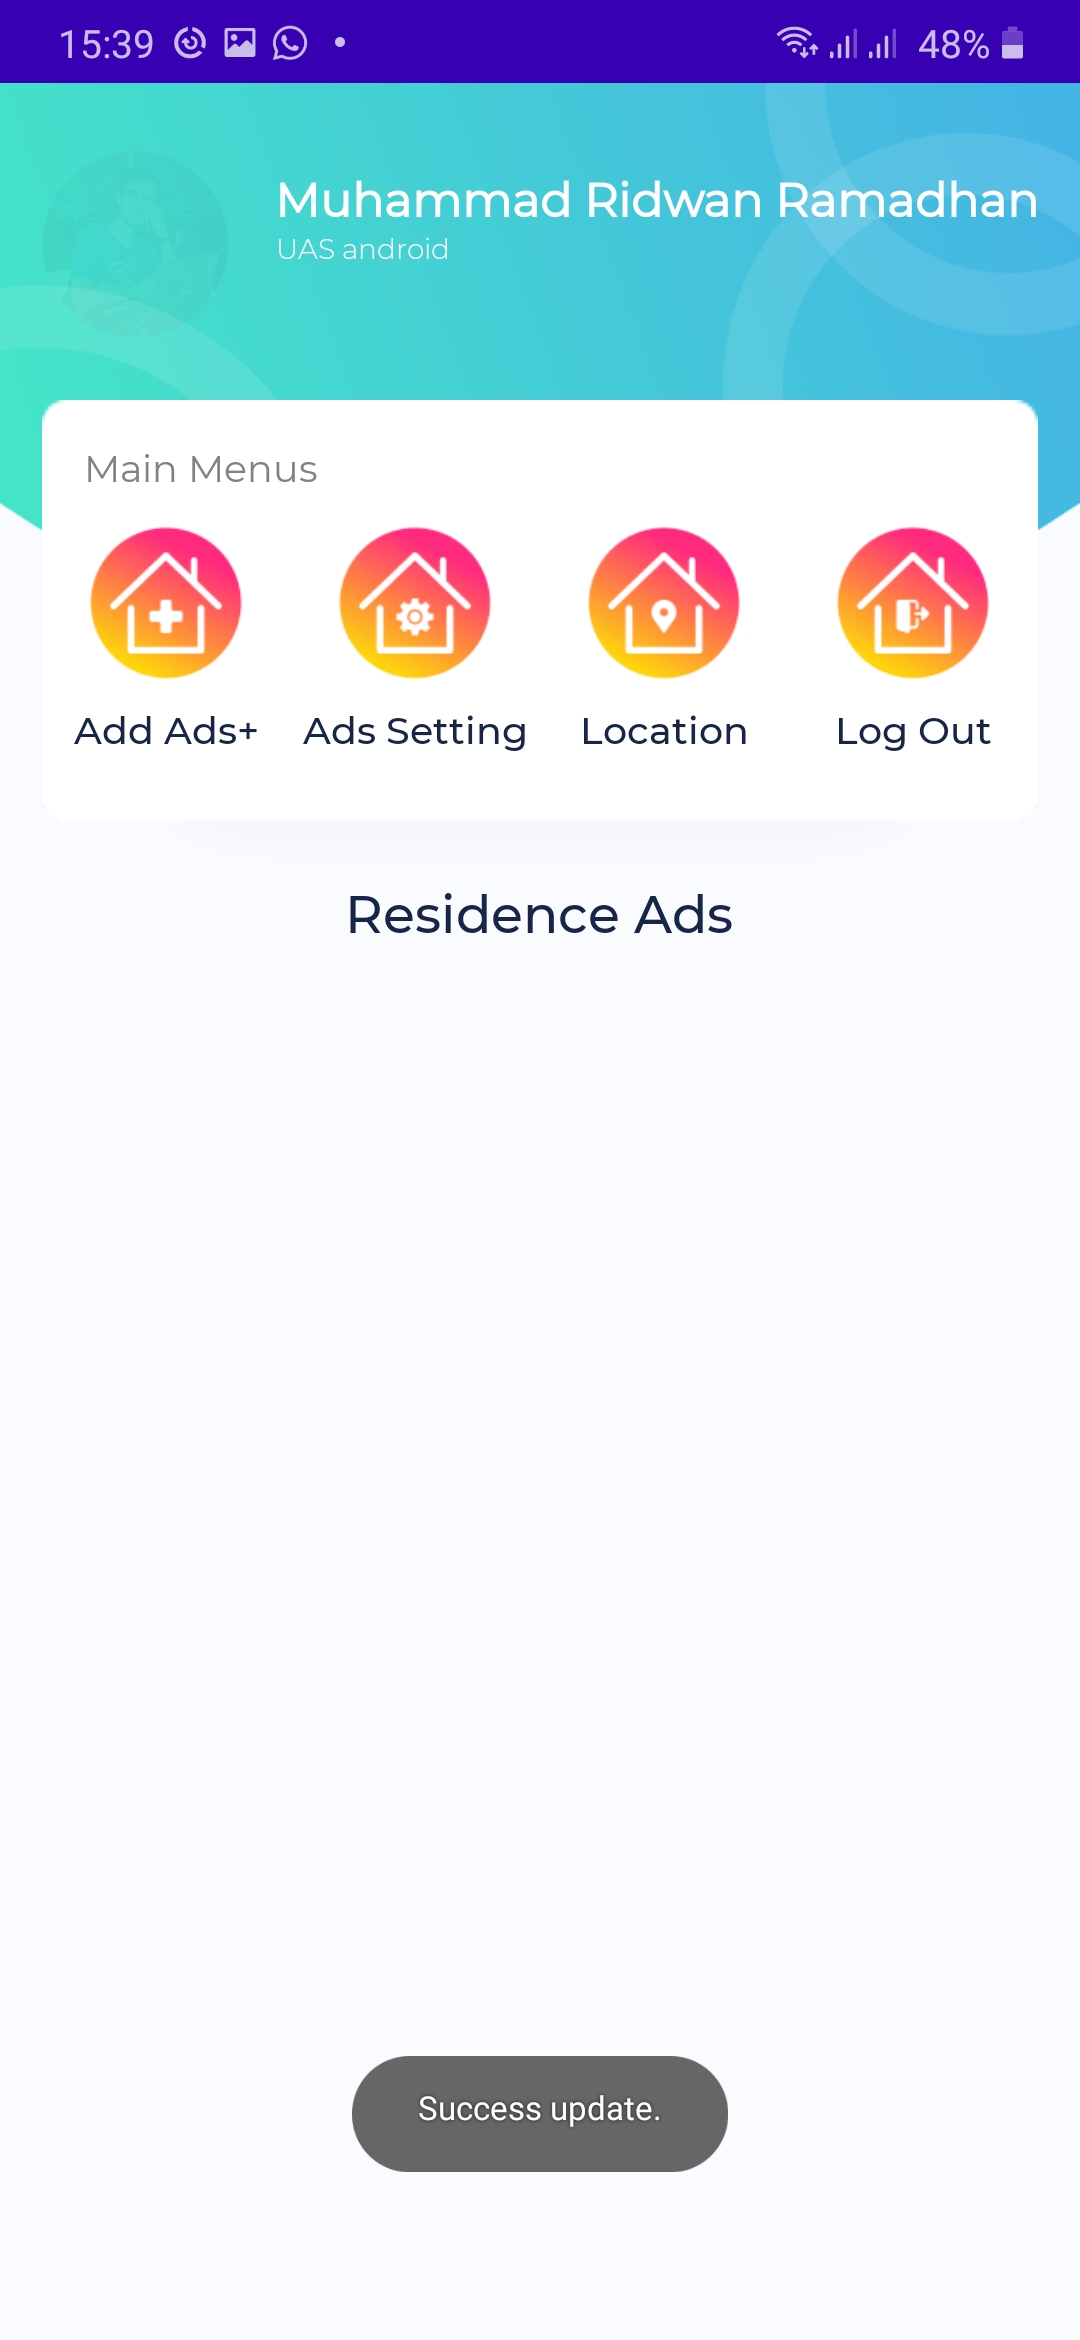 15:39 48%
Muhammad Ridwan Ramadhan
UAS android
Main Menus
Add Ads+ Ads Setting Location Log Out
Residence Ads
Success update.